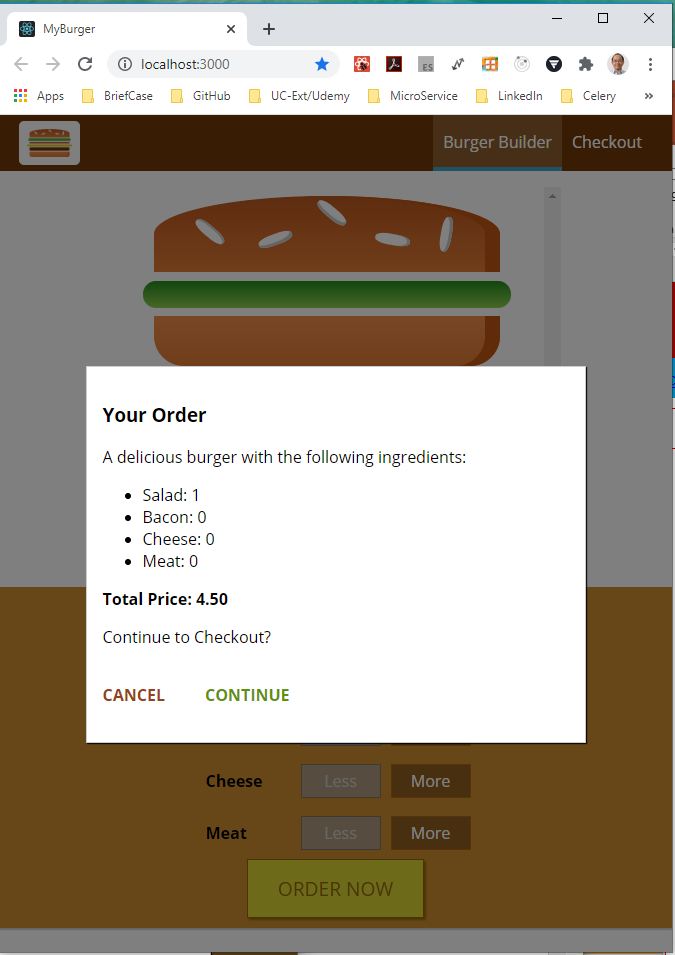 MyBurger
localhost:3000
ES
Apps
BriefCase
GitHub
UC-Ext/Udemy
MicroService
LinkedIn
Celery
»
Burger Builder
Checkout
Your Order
A delicious burger with the following ingredients:
• Salad: 1
• Bacon: 0
• Cheese: 0
• Meat: 0
Total Price: 4.50
Continue to Checkout?
CANCEL
CONTINUE
Cheese
Less
More
Meat
Less
More
ORDER NOW